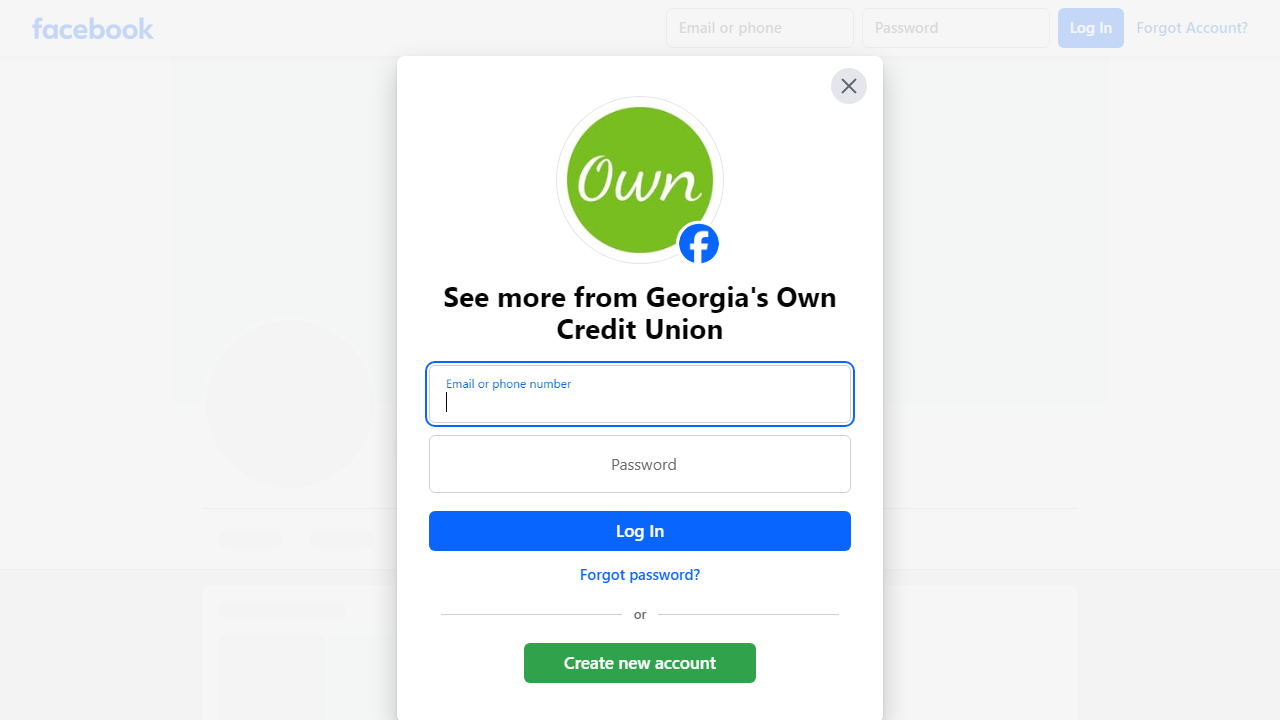 facebook
Email or phone
Password
Log In
Forgot Account?
Own
See more from Georgia's Own
Credit Union
Email or phone number
Password
Log In
Forgot password?
or
Create new account